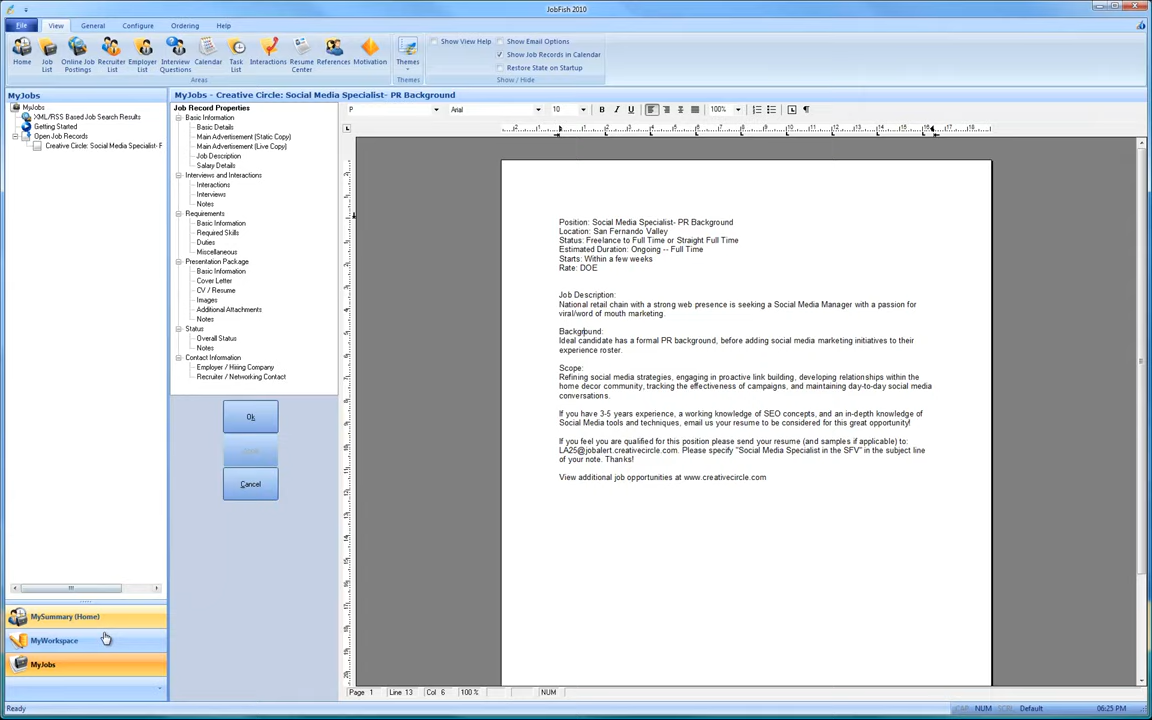 JobFish 2010
File View General Configure Ordering Help
Home Job List Online Job Postings Recruiter List Employer List Interview Questions Calendar Task List Interactions Resume Center References Motivation Themes
Show View Help Show Email Options
Show Job Records in Calendar
Restore State on Startup
Areas Themes Show / Hide
MyJobs
MyJobs
XML/RSS Based Job Search Results
Getting Started
Open Job Records
Creative Circle: Social Media Specialist- F
MySummary (Home)
MyWorkspace
MyJobs
MyJobs - Creative Circle: Social Media Specialist- PR Background
Job Record Properties
Basic Information
Basic Details
Main Advertisement (Static Copy)
Main Advertisement (Live Copy)
Job Description
Salary Details
Interviews and Interactions
Interactions
Interviews
Notes
Requirements
Basic Information
Required Skills
Duties
Miscellaneous
Presentation Package
Basic Information
Cover Letter
CV / Resume
Images
Additional Attachments
Notes
Status
Overall Status
Notes
Contact Information
Employer / Hiring Company
Recruiter / Networking Contact
Ok
Cancel
P Arial 10 B I U 100%
Position: Social Media Specialist- PR Background
Location: San Fernando Valley
Status: Freelance to Full Time or Straight Full Time
Estimated Duration: Ongoing -- Full Time
Starts: Within a few weeks
Rate: DOE
Job Description:
National retail chain with a strong web presence is seeking a Social Media Manager with a passion for
viral/word of mouth marketing.
Background:
Ideal candidate has a formal PR background, before adding social media marketing initiatives to their
experience roster.
Scope:
Refining social media strategies, engaging in proactive link building, developing relationships within the
home decor community, tracking the effectiveness of campaigns, and maintaining day-to-day social media
conversations.
If you have 3-5 years experience, a working knowledge of SEO concepts, and an in-depth knowledge of
Social Media tools and techniques, email us your resume to be considered for this great opportunity!
If you feel you are qualified for this position please send your resume (and samples if applicable) to:
LA25@jobalert.creativecircle.com. Please specify "Social Media Specialist in the SFV" in the subject line
of your note. Thanks!
View additional job opportunities at www.creativecircle.com
Page 1 Line 13 Col 6 100 % NUM
Ready CAP NUM SCRL Default 06:25 PM